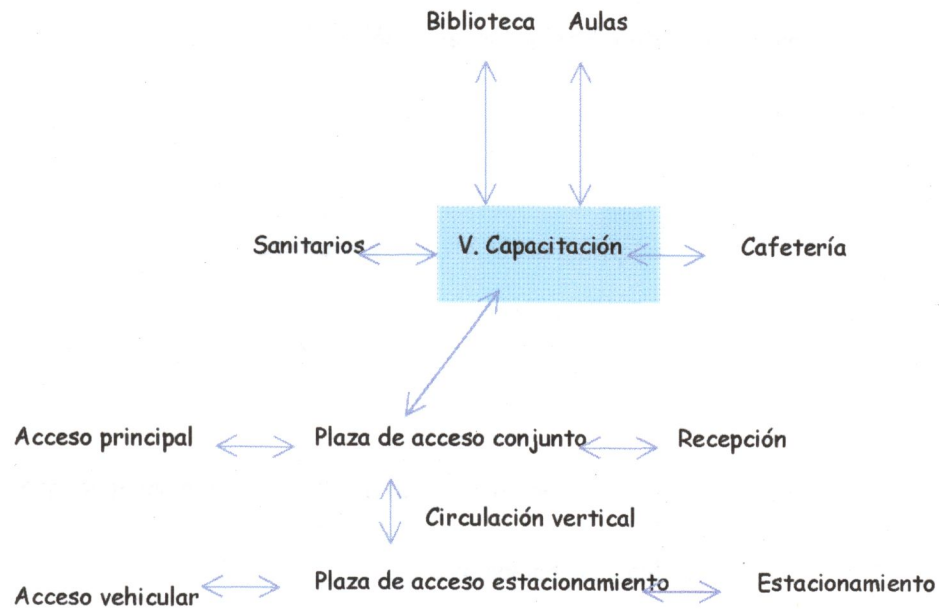 Biblioteca Aulas
Sanitarios V. Capacitación Cafetería
Acceso principal Plaza de acceso conjunto Recepción
Circulación vertical
Acceso vehicular Plaza de acceso estacionamiento Estacionamiento